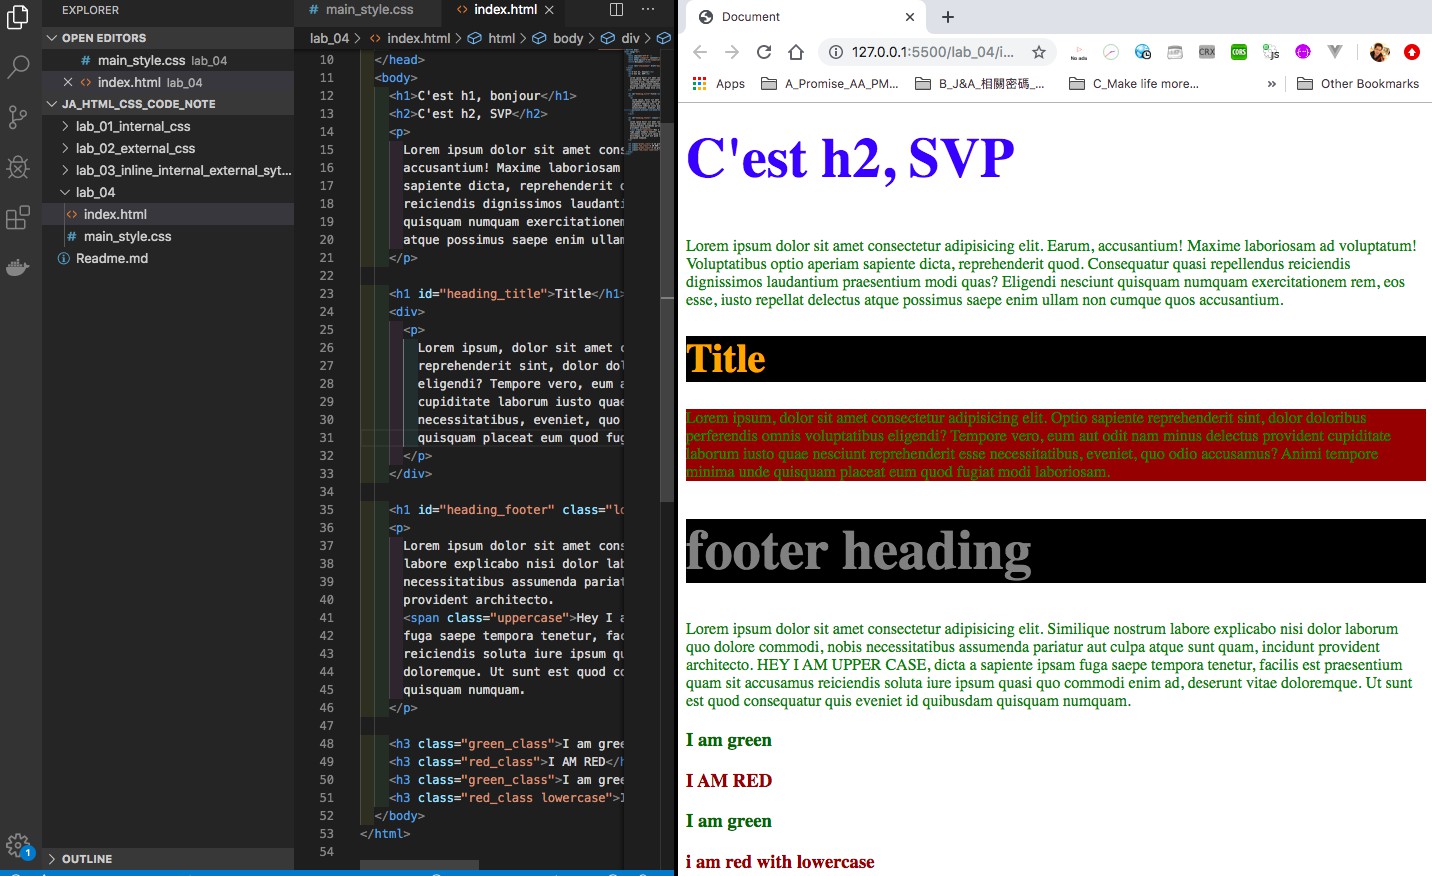 EXPLORER
OPEN EDITORS
# main_style.css lab_04
index.html lab_04
JA_HTML_CSS_CODE_NOTE
lab_01_internal_css
lab_02_external_css
lab_03_inline_internal_external_syt...
lab_04
index.html
# main_style.css
Readme.md
1
OUTLINE
# main_style.css
index.html
lab_04 > index.html > html > body > div >
10 </head>
11 <body>
12 <h1>C'est h1, bonjour</h1>
13 <h2>C'est h2, SVP</h2>
14 <p>
15 Lorem ipsum dolor sit amet cons
16 accusantium! Maxime laboriosam
17 sapiente dicta, reprehenderit
18 reiciendis dignissimos laudanti
19 quisquam numquam exercitationem
20 atque possimus saepe enim ullam
21 </p>
22
23 <h1 id="heading_title">Title</h1>
24 <div>
25 <p>
26 Lorem ipsum, dolor sit amet c
27 reprehenderit sint, dolor dol
28 eligendi? Tempore vero, eum a
29 cupiditate laborum iusto quae
30 necessitatibus, eveniet, quo
31 quisquam placeat eum quod fug
32 </p>
33 </div>
34
35 <h1 id="heading_footer" class="lo
36 <p>
37 Lorem ipsum dolor sit amet cons
38 labore explicabo nisi dolor lab
39 necessitatibus assumenda pariat
40 provident architecto.
41 <span class="uppercase">Hey I a
42 fuga saepe tempora tenetur, fac
43 reiciendis soluta iure ipsum qu
44 doloremque. Ut sunt est quod co
45 quisquam numquam.
46 </p>
47
48 <h3 class="green_class">I am gree
49 <h3 class="red_class">I AM RED</h
50 <h3 class="green_class">I am gree
51 <h3 class="red_class lowercase">I
52 </body>
53 </html>
54
Document
127.0.0.1:5500/lab_04/i...
CRX
CORS
js
Apps
A_Promise_AA_PM...
B_J&A_相關密碼_...
C_Make life more...
» Other Bookmarks
C'est h2, SVP
Lorem ipsum dolor sit amet consectetur adipisicing elit. Earum, accusantium! Maxime laboriosam ad voluptatum!
Voluptatibus optio aperiam sapiente dicta, reprehenderit quod. Consequatur quasi repellendus reiciendis
dignissimos laudantium praesentium modi quas? Eligendi nesciunt quisquam numquam exercitationem rem, eos
esse, iusto repellat delectus atque possimus saepe enim ullam non cumque quos accusantium.
Title
Lorem ipsum, dolor sit amet consectetur adipisicing elit. Optio sapiente reprehenderit sint, dolor doloribus
perferendis omnis voluptatibus eligendi? Tempore vero, eum aut odit nam minus delectus provident cupiditate
laborum iusto quae nesciunt reprehenderit esse necessitatibus, eveniet, quo odio accusamus? Animi tempore
minima unde quisquam placeat eum quod fugiat modi laboriosam.
footer heading
Lorem ipsum dolor sit amet consectetur adipisicing elit. Similique nostrum labore explicabo nisi dolor laborum
quo dolore commodi, nobis necessitatibus assumenda pariatur aut culpa atque sunt quam, incidunt provident
architecto. HEY I AM UPPER CASE, dicta a sapiente ipsam fuga saepe tempora tenetur, facilis est praesentium
quam sit accusamus reiciendis soluta iure ipsum quasi quo commodi enim ad, deserunt vitae doloremque. Ut sunt
est quod consequatur quis eveniet id quibusdam quisquam numquam.
I am green
I AM RED
I am green
i am red with lowercase